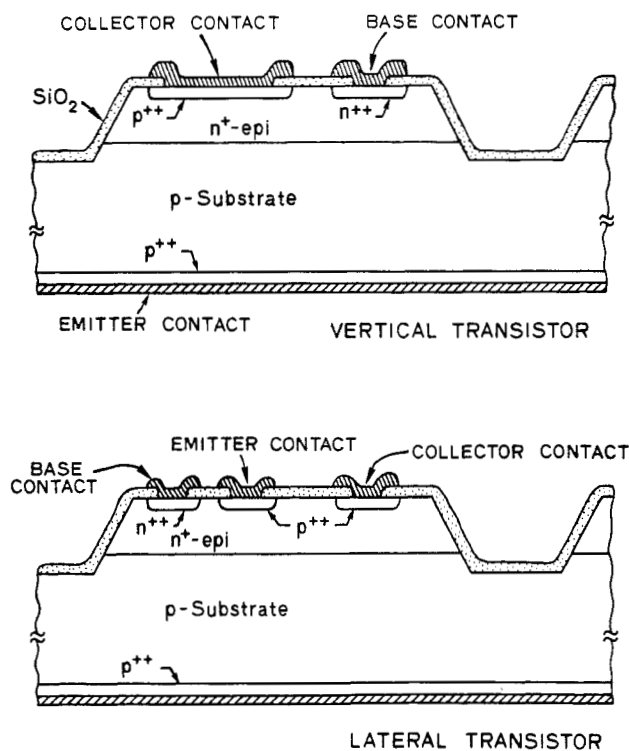 COLLECTOR CONTACT
BASE CONTACT
SiO₂
p⁺⁺
n⁺-epi
n⁺⁺
p-Substrate
p⁺⁺
EMITTER CONTACT
VERTICAL TRANSISTOR
EMITTER CONTACT
BASE
CONTACT
COLLECTOR CONTACT
n⁺⁺
n⁺-epi
p⁺⁺
p-Substrate
p⁺⁺
LATERAL TRANSISTOR